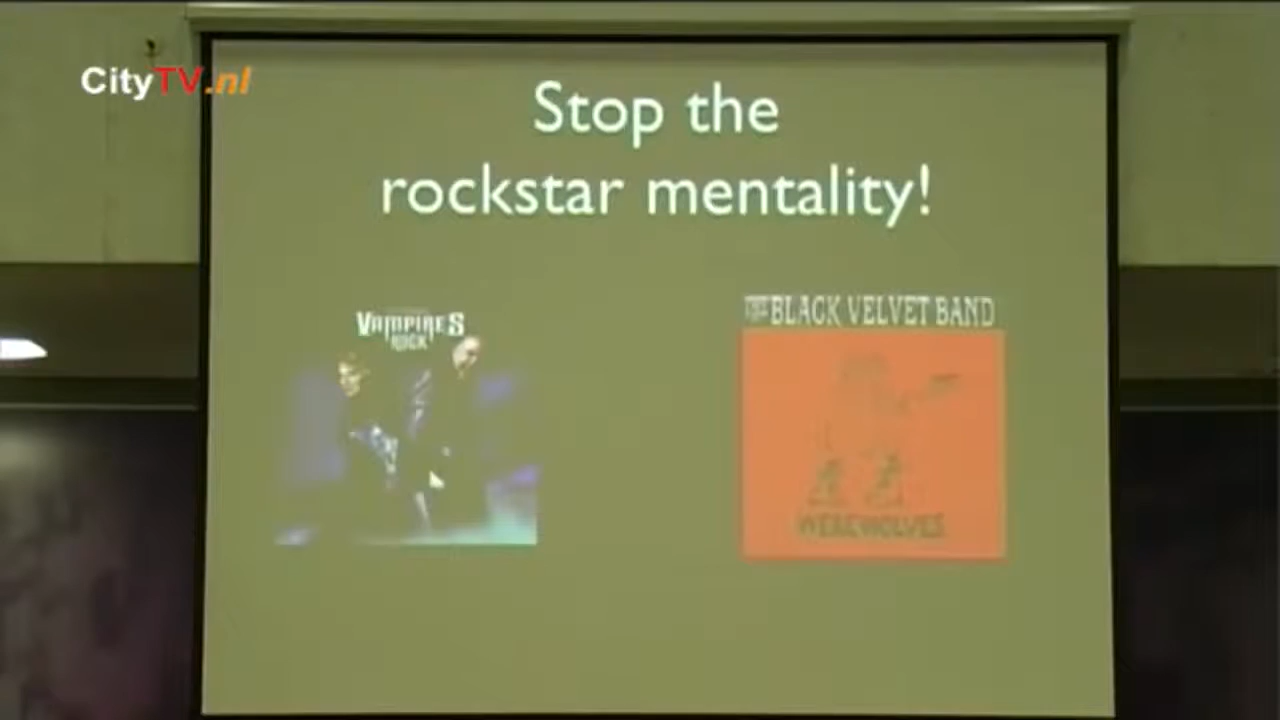 CityTV.nl
Stop the
rockstar mentality!
VAMPIRES
ROCK
THE BLACK VELVET BAND
WEREWOLVES